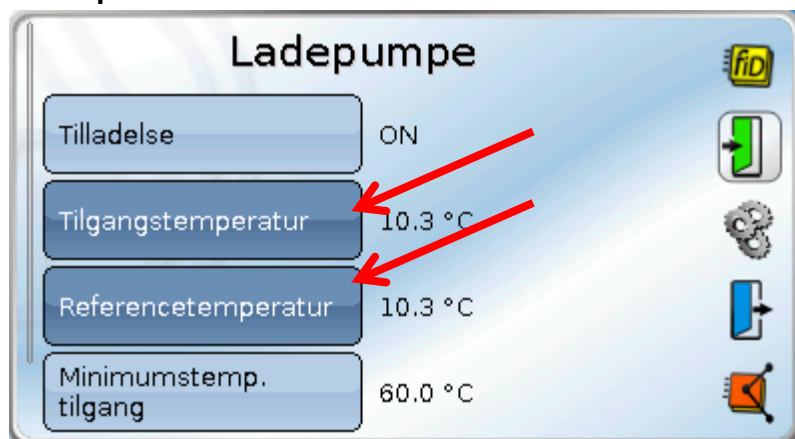 Ladepumpe
fiD
Tilladelse ON
Tilgangstemperatur 10.3 °C
Referencetemperatur 10.3 °C
Minimumstemp.
tilgang 60.0 °C